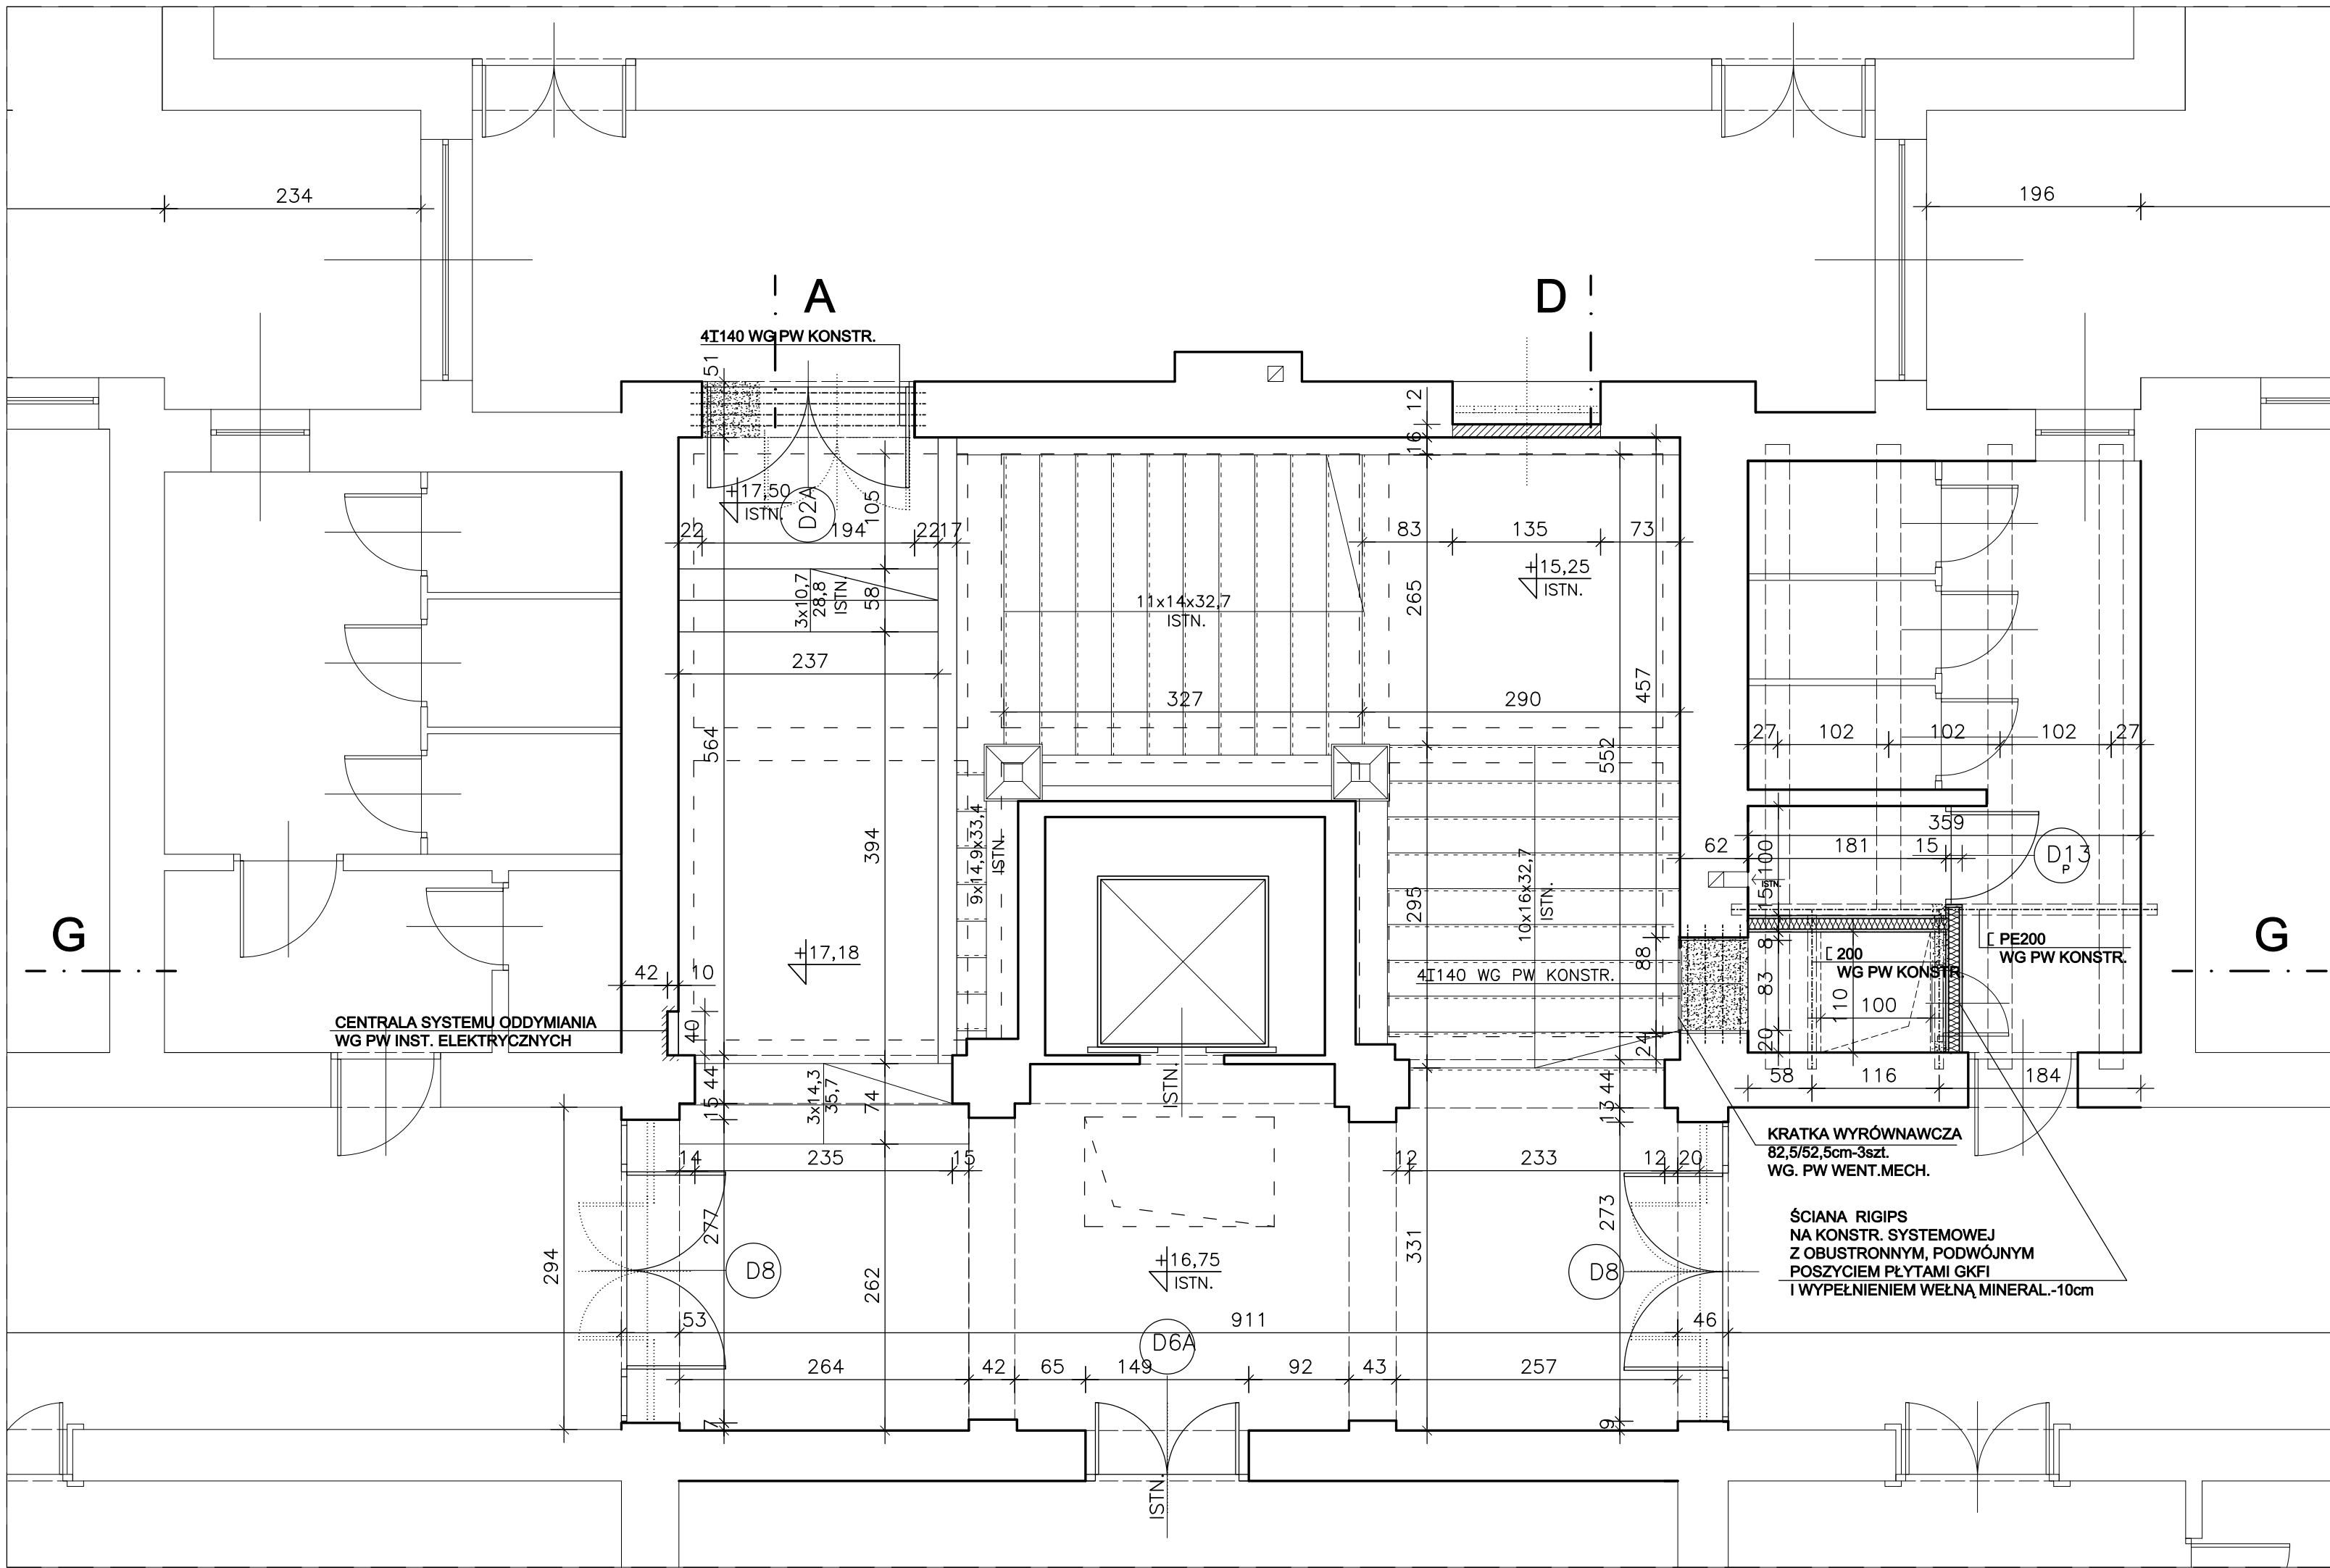 234
196
A
D
4I140 WG PW KONSTR.
51
12
16
+17,50
ISTN.
D2A
105
22
194
22
17
83
135
73
+15,25
ISTN.
3x10,7
28,8
ISTN.
58
11x14x32,7
ISTN.
265
237
327
290
457
564
552
27
102
102
102
27
394
9x14,9x33,4
ISTN.
295
10x16x32,7
ISTN.
359
62
181
15
D13
P
100
15
ISTN.
G
G
+17,18
42
10
40
88
4I140 WG PW KONSTR.
8
83
20
[ 200
WG PW KONSTR.
[ PE200
WG PW KONSTR.
110
100
CENTRALA SYSTEMU ODDYMIANIA
WG PW INST. ELEKTRYCZNYCH
24
44
15
3x14,3
35,7
74
ISTN.
44
13
58
116
184
KRATKA WYRÓWNAWCZA
82,5/52,5cm-3szt.
WG. PW WENT.MECH.
14
235
15
12
233
12
20
ŚCIANA RIGIPS
NA KONSTR. SYSTEMOWEJ
Z OBUSTRONNYM, PODWÓJNYM
POSZYCIEM PŁYTAMI GKFI
I WYPEŁNIENIEM WEŁNĄ MINERAL.-10cm
294
277
D8
262
+16,75
ISTN.
331
273
D8
53
911
46
D6A
264
42
65
149
92
43
257
7
9
ISTN.